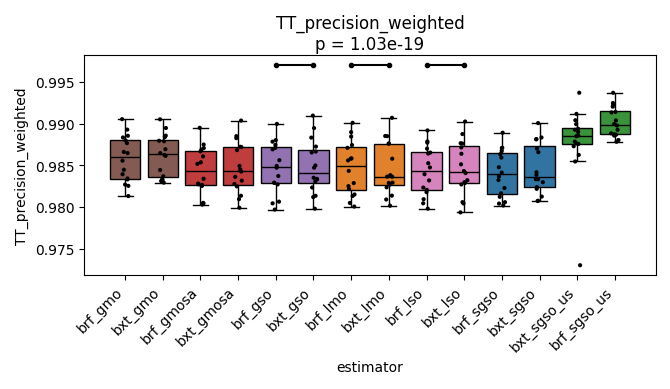 TT_precision_weighted
p = 1.03e-19
TT_precision_weighted
0.995
0.990
0.985
0.980
0.975
brf_gmo
bxt_gmo
brf_gmosa
bxt_gmosa
brf_gso
bxt_gso
brf_lmo
bxt_lmo
brf_lso
bxt_lso
brf_sgso
bxt_sgso
bxt_sgso_us
brf_sgso_us
estimator